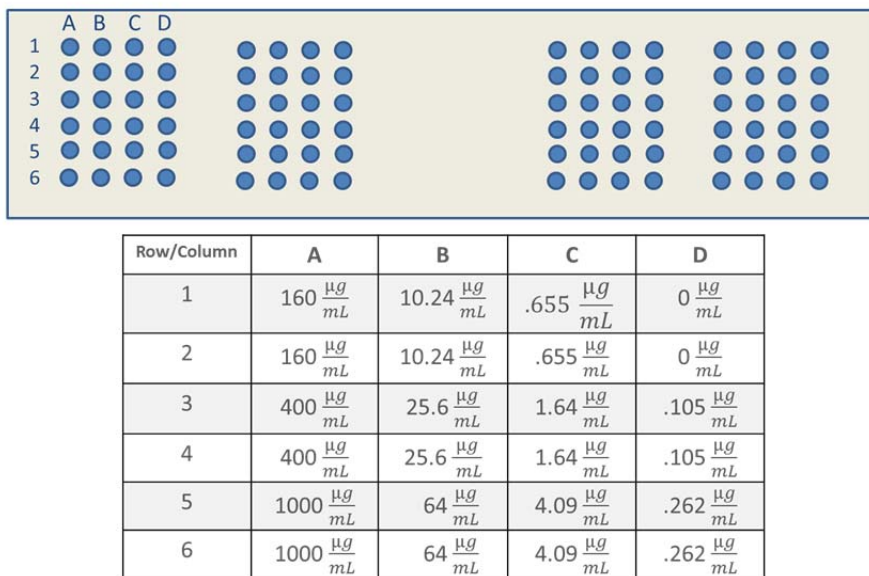 A B C D
1
2
3
4
5
6
Row/Column A B C D
1 160 µg/mL 10.24 µg/mL .655 µg/mL 0 µg/mL
2 160 µg/mL 10.24 µg/mL .655 µg/mL 0 µg/mL
3 400 µg/mL 25.6 µg/mL 1.64 µg/mL .105 µg/mL
4 400 µg/mL 25.6 µg/mL 1.64 µg/mL .105 µg/mL
5 1000 µg/mL 64 µg/mL 4.09 µg/mL .262 µg/mL
6 1000 µg/mL 64 µg/mL 4.09 µg/mL .262 µg/mL